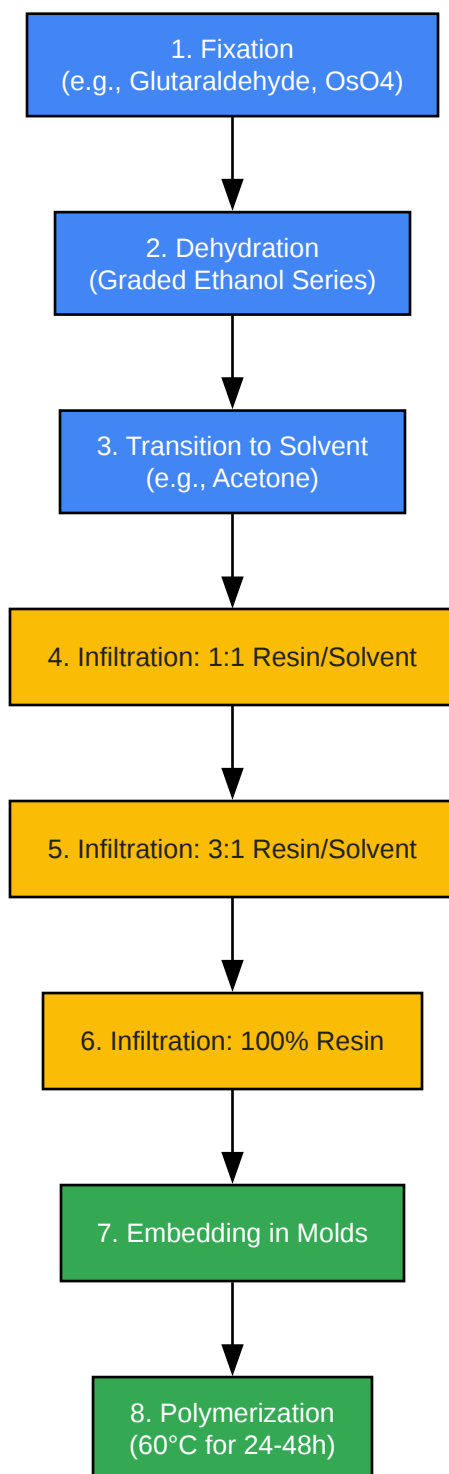 1. Fixation
(e.g., Glutaraldehyde, OsO4)
2. Dehydration
(Graded Ethanol Series)
3. Transition to Solvent
(e.g., Acetone)
4. Infiltration: 1:1 Resin/Solvent
5. Infiltration: 3:1 Resin/Solvent
6. Infiltration: 100% Resin
7. Embedding in Molds
8. Polymerization
(60°C for 24-48h)